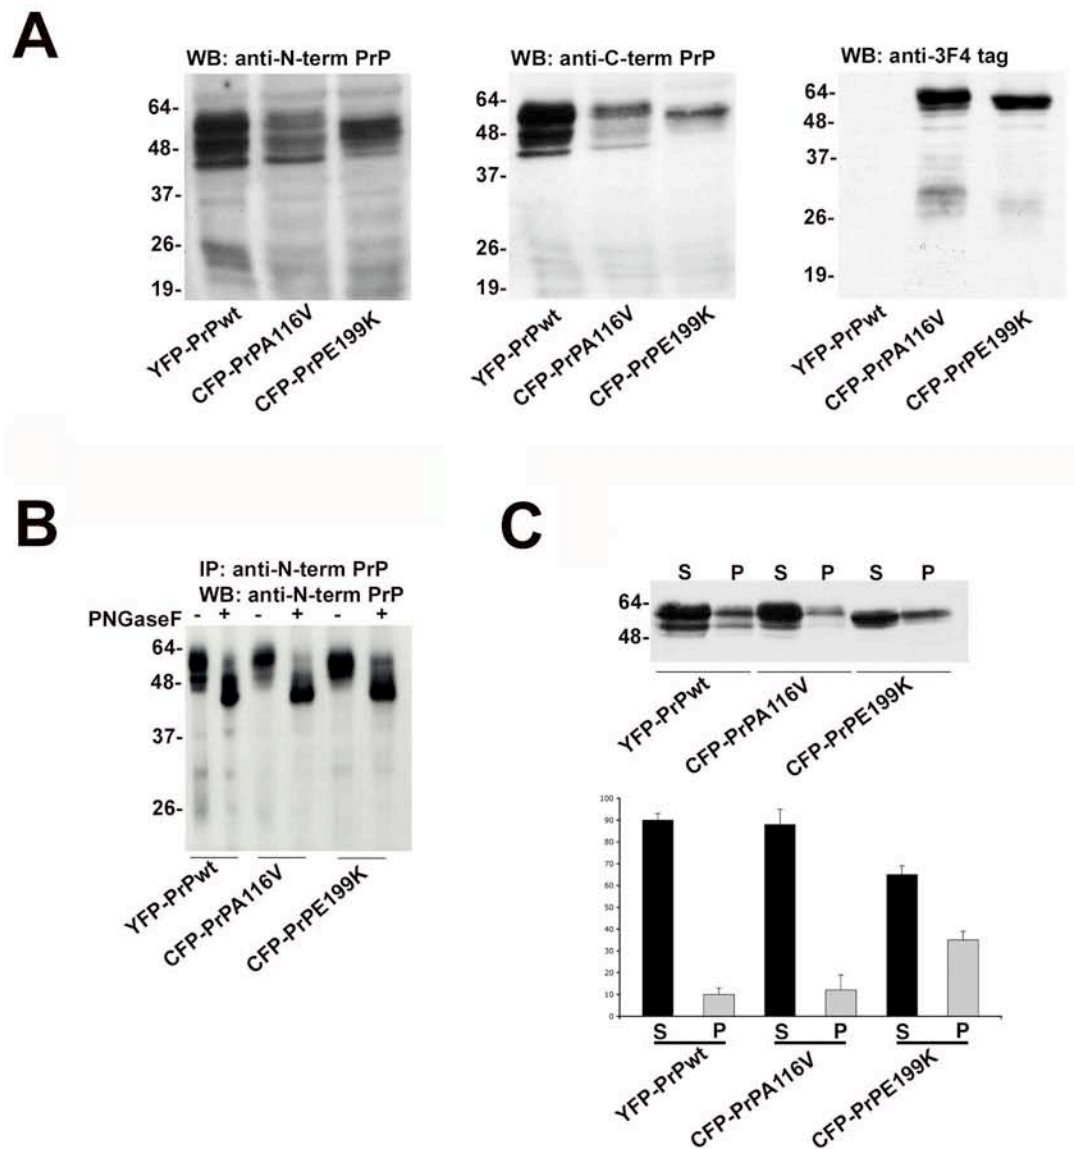 A
WB: anti-N-term PrP
64-
48-
37-
26-
19-
YFP-PrPwt
CFP-PrPA116V
CFP-PrPE199K
WB: anti-C-term PrP
64-
48-
37-
26-
19-
YFP-PrPwt
CFP-PrPA116V
CFP-PrPE199K
WB: anti-3F4 tag
64-
48-
37-
26-
19-
YFP-PrPwt
CFP-PrPA116V
CFP-PrPE199K
B
IP: anti-N-term PrP
WB: anti-N-term PrP
PNGaseF - + - + - +
64-
48-
37-
26-
YFP-PrPwt
CFP-PrPA116V
CFP-PrPE199K
C
S P S P S P
64-
48-
YFP-PrPwt
CFP-PrPA116V
CFP-PrPE199K
100
90
80
70
60
50
40
30
20
10
0
S P S P S P
YFP-PrPwt
CFP-PrPA116V
CFP-PrPE199K